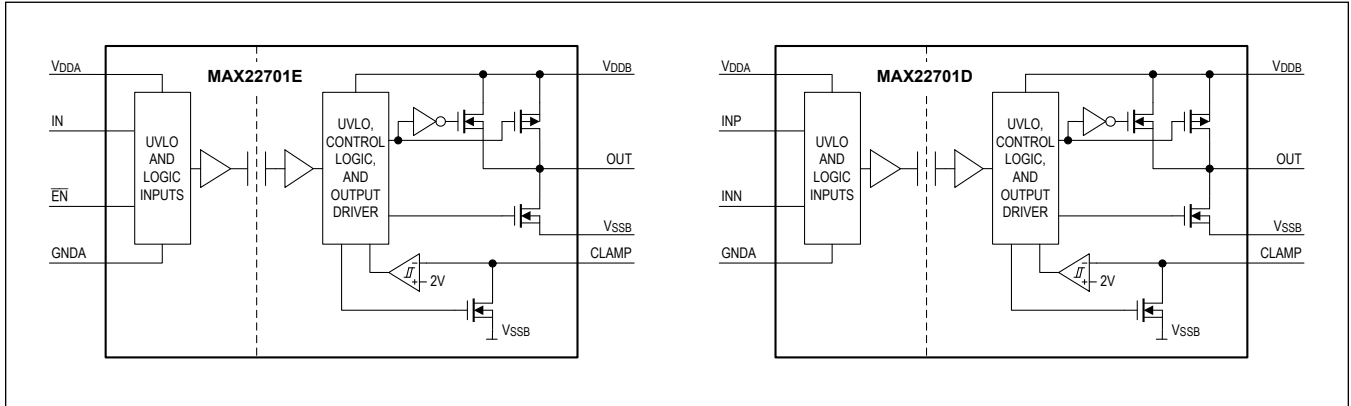 MAX22701E
VDDA
IN
EN
GNDA
UVLO
AND
LOGIC
INPUTS
UVLO,
CONTROL
LOGIC,
AND
OUTPUT
DRIVER
VDDB
OUT
VSSB
CLAMP
-
+
2V
VSSB
MAX22701D
VDDA
INP
INN
GNDA
UVLO
AND
LOGIC
INPUTS
UVLO,
CONTROL
LOGIC,
AND
OUTPUT
DRIVER
VDDB
OUT
VSSB
CLAMP
-
+
2V
VSSB